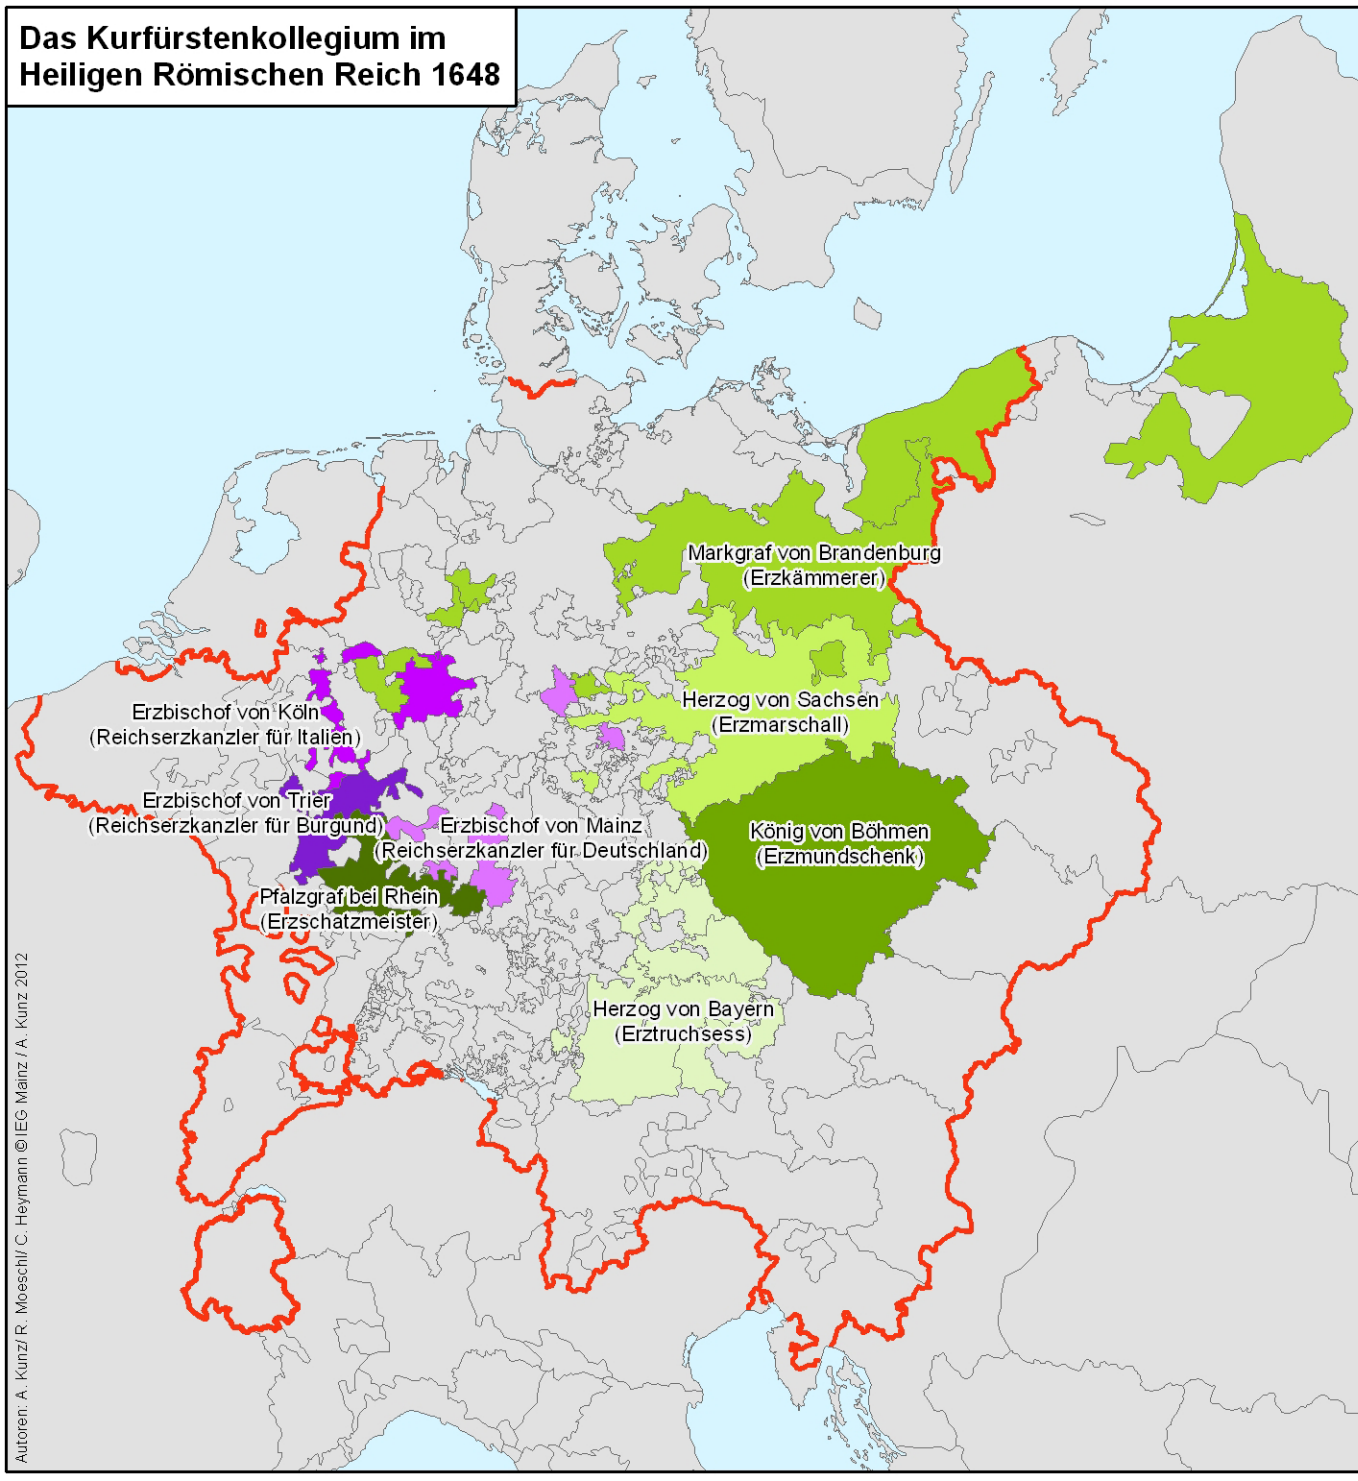 Das Kurfürstenkollegium im
Heiligen Römischen Reich 1648
Markgraf von Brandenburg
(Erzkämmerer)
Herzog von Sachsen
(Erzmarschall)
Erzbischof von Köln
(Reichserzkanzler für Italien)
Erzbischof von Trier
(Reichserzkanzler für Burgund)
Erzbischof von Mainz
(Reichserzkanzler für Deutschland)
König von Böhmen
(Erzmundschenk)
Pfalzgraf bei Rhein
(Erzschatzmeister)
Herzog von Bayern
(Erztruchsess)
Autoren: A. Kunz/ R. Moeschl/ C. Heymann © IEG Mainz / A. Kunz 2012